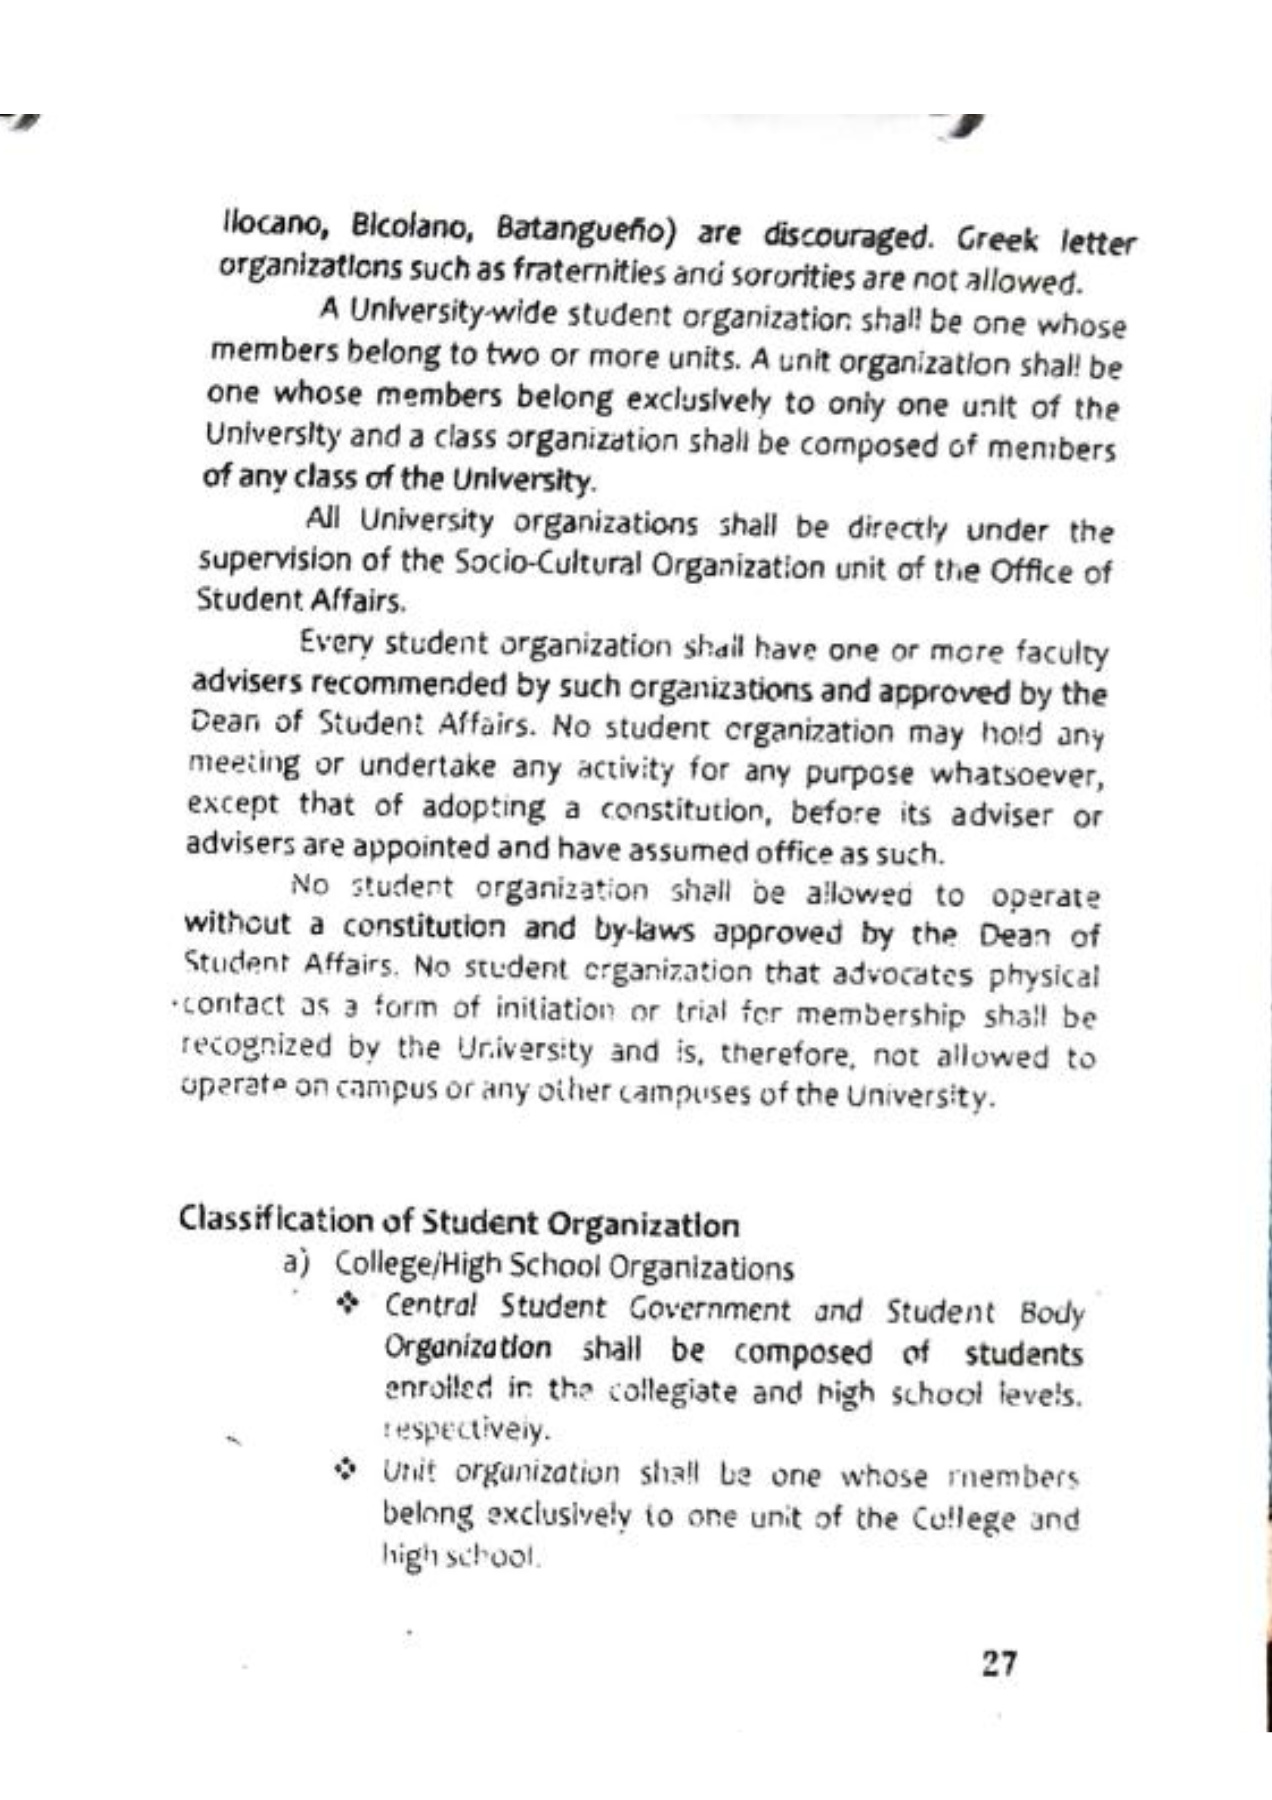 Ilocano, Bicolano, Batangueño) are discouraged. Greek letter
organizations such as fraternities and sororities are not allowed.
A University-wide student organization shall be one whose
members belong to two or more units. A unit organization shall be
one whose members belong exclusively to only one unit of the
University and a class organization shall be composed of members
of any class of the University.
All University organizations shall be directly under the
supervision of the Socio-Cultural Organization unit of the Office of
Student Affairs.
Every student organization shall have one or more faculty
advisers recommended by such organizations and approved by the
Dean of Student Affairs. No student organization may hold any
meeting or undertake any activity for any purpose whatsoever,
except that of adopting a constitution, before its adviser or
advisers are appointed and have assumed office as such.
No student organization shall be allowed to operate
without a constitution and by-laws approved by the Dean of
Student Affairs. No student organization that advocates physical
contact as a form of initiation or trial for membership shall be
recognized by the University and is, therefore, not allowed to
operate on campus or any other campuses of the University.
Classification of Student Organization
a) College/High School Organizations
❖ Central Student Government and Student Body
Organization shall be composed of students
enrolled in the collegiate and high school levels,
respectively.
❖ Unit organization shall be one whose members
belong exclusively to one unit of the College and
high school.
27